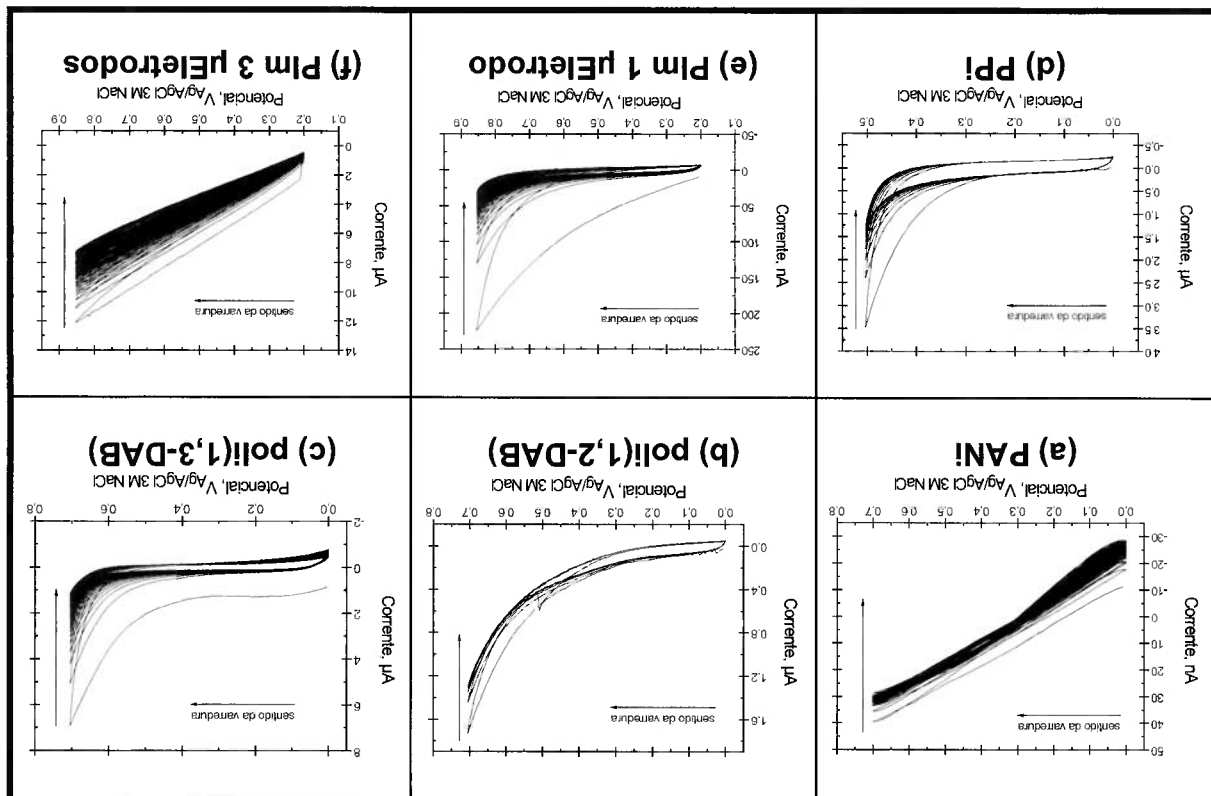 50
40
30
20
10
0
-10
-20
-30
Corrente, nA
sentido da varredura
0.0 0.1 0.2 0.3 0.4 0.5 0.6 0.7 0.8
Potencial, V Ag/AgCl 3M NaCl
(a) PANi
1.6
1.2
0.8
0.4
0.0
Corrente, µA
sentido da varredura
0.0 0.1 0.2 0.3 0.4 0.5 0.6 0.7 0.8
Potencial, V Ag/AgCl 3M NaCl
(b) poli(1,2-DAB)
8
6
4
2
0
-2
Corrente, µA
sentido da varredura
0.0 0.2 0.4 0.6 0.8
Potencial, V Ag/AgCl 3M NaCl
(c) poli(1,3-DAB)
4.0
3.5
3.0
2.5
2.0
1.5
1.0
0.5
0.0
-0.5
Corrente, µA
sentido da varredura
0.0 0.1 0.2 0.3 0.4 0.5
Potencial, V Ag/AgCl 3M NaCl
(d) PPi
250
200
150
100
50
0
-50
Corrente, nA
sentido da varredura
0.1 0.2 0.3 0.4 0.5 0.6 0.7 0.8 0.9
Potencial, V Ag/AgCl 3M NaCl
(e) PIm 1 µEletrodo
14
12
10
8
6
4
2
0
Corrente, µA
sentido da varredura
0.1 0.2 0.3 0.4 0.5 0.6 0.7 0.8 0.9
Potencial, V Ag/AgCl 3M NaCl
(f) PIm 3 µEletrodos